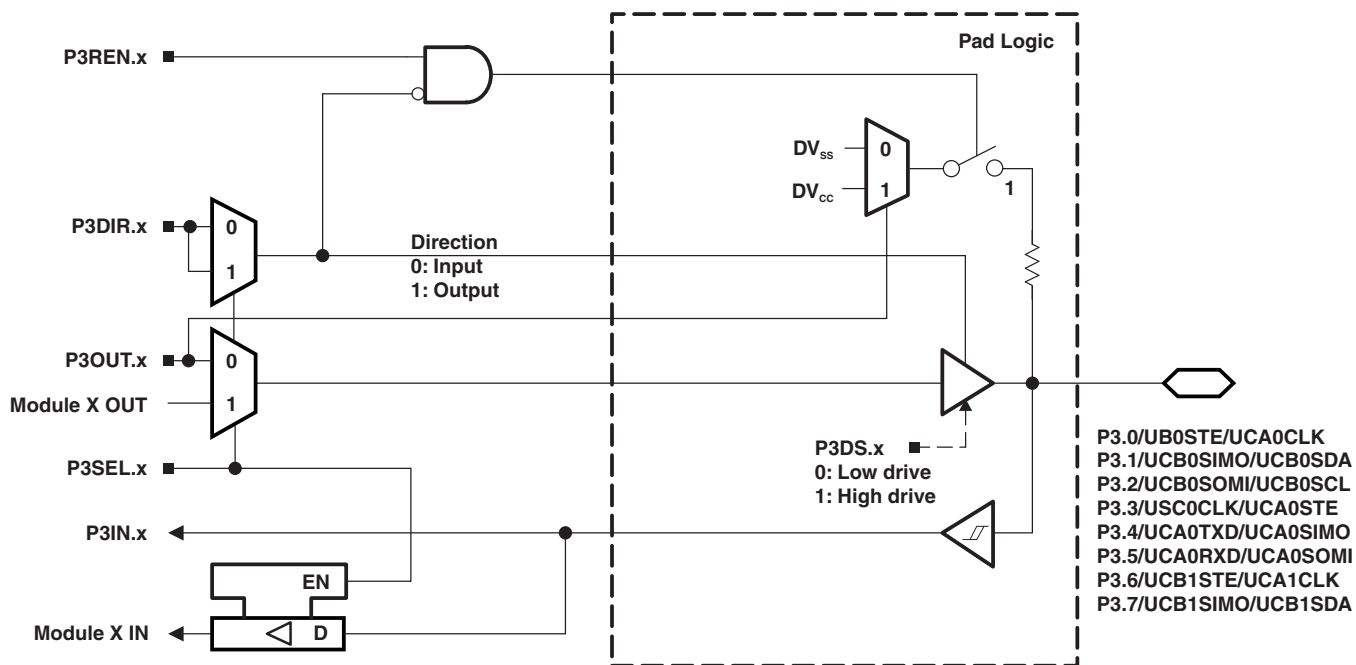 Pad Logic
P3REN.x
DVss
0
DVcc
1
1
P3DIR.x
0
1
Direction
0: Input
1: Output
P3OUT.x
0
Module X OUT
1
P3DS.x
0: Low drive
1: High drive
P3SEL.x
P3IN.x
EN
Module X IN
D
P3.0/UB0STE/UCA0CLK
P3.1/UCB0SIMO/UCB0SDA
P3.2/UCB0SOMI/UCB0SCL
P3.3/USC0CLK/UCA0STE
P3.4/UCA0TXD/UCA0SIMO
P3.5/UCA0RXD/UCA0SOMI
P3.6/UCB1STE/UCA1CLK
P3.7/UCB1SIMO/UCB1SDA